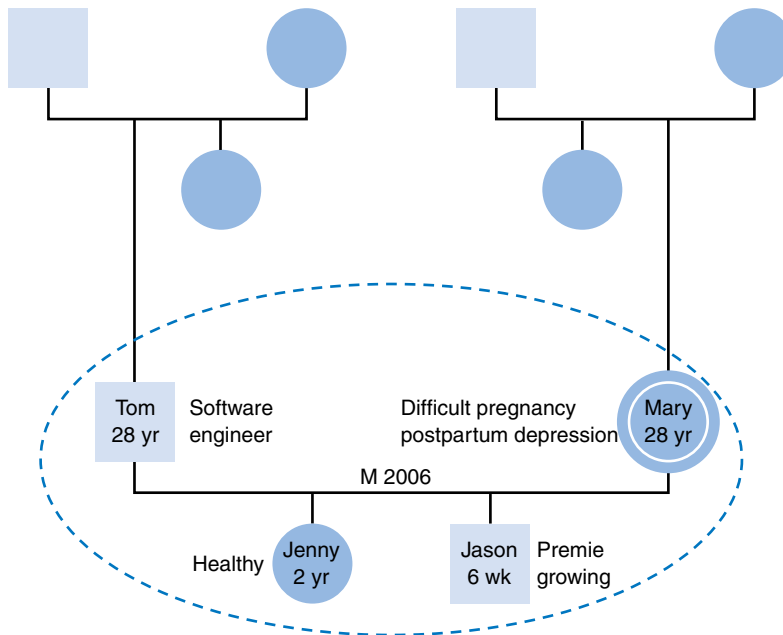 Tom
28 yr
Software
engineer
Difficult pregnancy
postpartum depression
Mary
28 yr
M 2006
Healthy
Jenny
2 yr
Jason
6 wk
Premie
growing